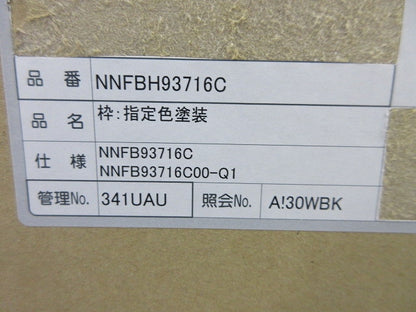 品番 NNFBH93716C
品名 枠:指定色塗装
仕様 NNFB93716C
NNFB93716C00-Q1
管理No. 341UAU 照会No. A!30WBK